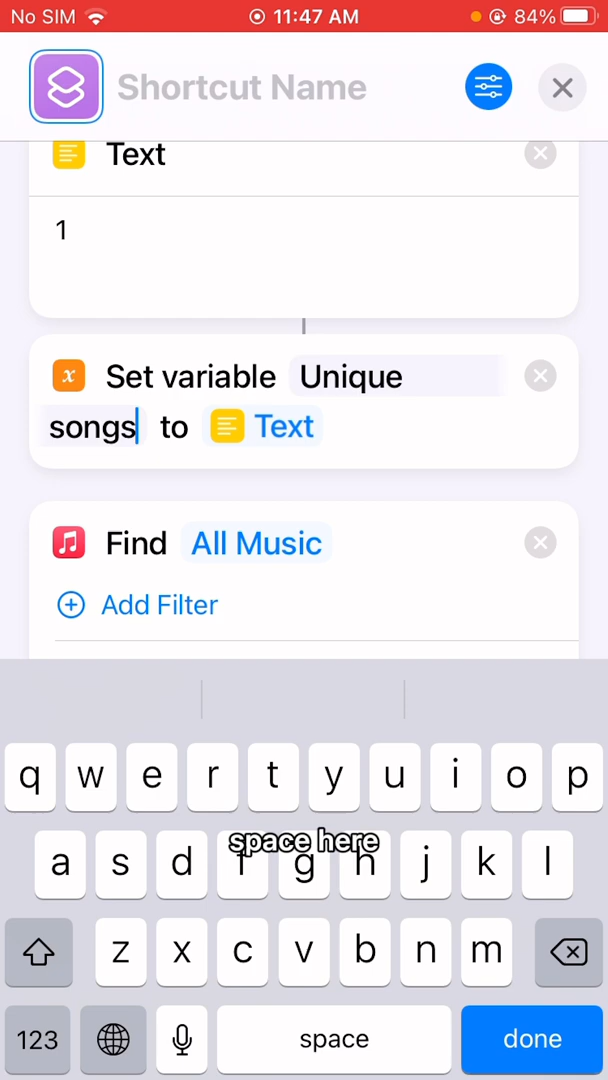 No SIM 11:47 AM 84%
Shortcut Name
Text
1
Set variable Unique
songs to Text
Find All Music
Add Filter
q w e r t y u i o p
space here
a s d f g h j k l
z x c v b n m
123 space done